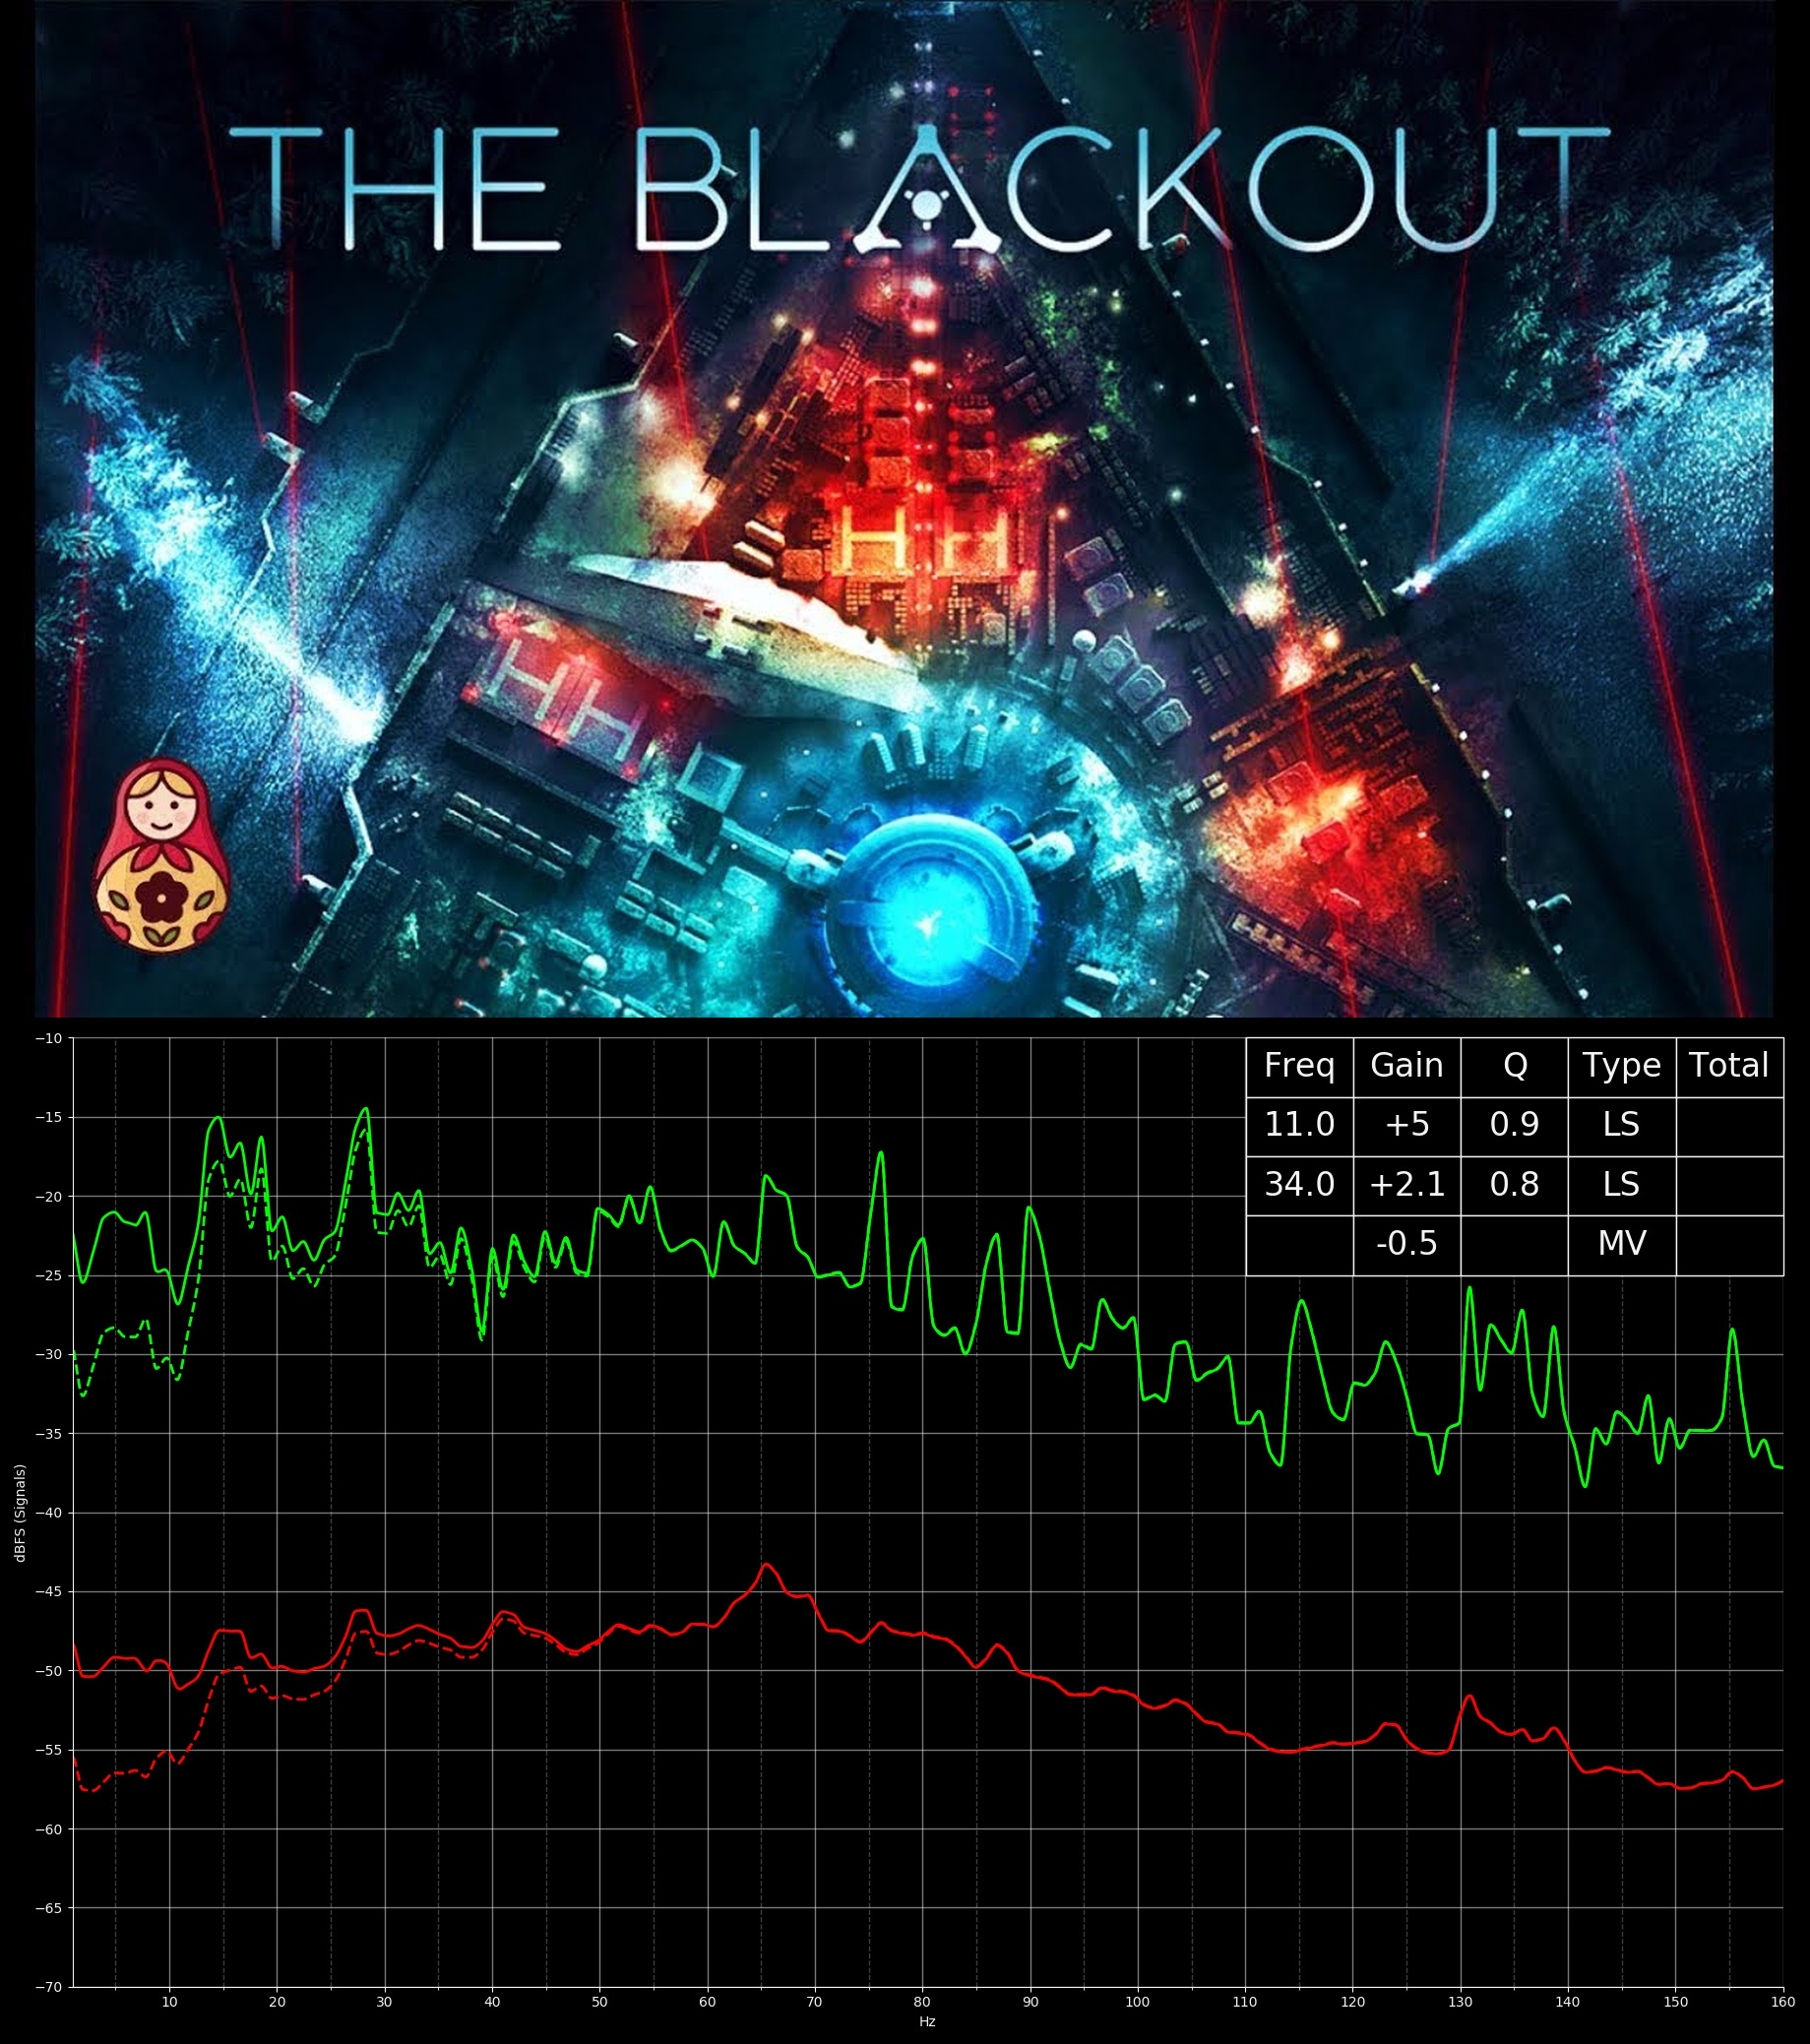 THE BLACKOUT
−10
−15
−20
−25
−30
−35
−40
−45
−50
−55
−60
−65
−70
dBFS (Signals)
Freq Gain Q Type Total
11.0 +5 0.9 LS
34.0 +2.1 0.8 LS
-0.5 MV
10 20 30 40 50 60 70 80 90 100 110 120 130 140 150 160
Hz